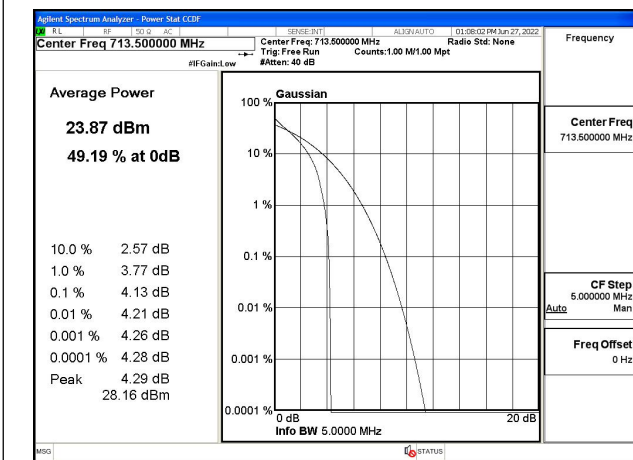 Agilent Spectrum Analyzer - Power Stat CCDF
RL RF 50 Ω AC SENSE:INT ALIGN AUTO 01:08:02 PM Jun 27, 2022
Center Freq 713.500000 MHz
Center Freq: 713.500000 MHz Radio Std: None
Trig: Free Run Counts:1.00 M/1.00 Mpt
#IFGain:Low #Atten: 40 dB
Frequency
Average Power
23.87 dBm
49.19 % at 0dB
10.0 % 2.57 dB
1.0 % 3.77 dB
0.1 % 4.13 dB
0.01 % 4.21 dB
0.001 % 4.26 dB
0.0001 % 4.28 dB
Peak 4.29 dB
28.16 dBm
Gaussian
100 %
10 %
1 %
0.1 %
0.01 %
0.001 %
0.0001 %
0 dB 20 dB
Info BW 5.0000 MHz
Center Freq
713.500000 MHz
CF Step
5.000000 MHz
Auto Man
Freq Offset
0 Hz
MSG STATUS